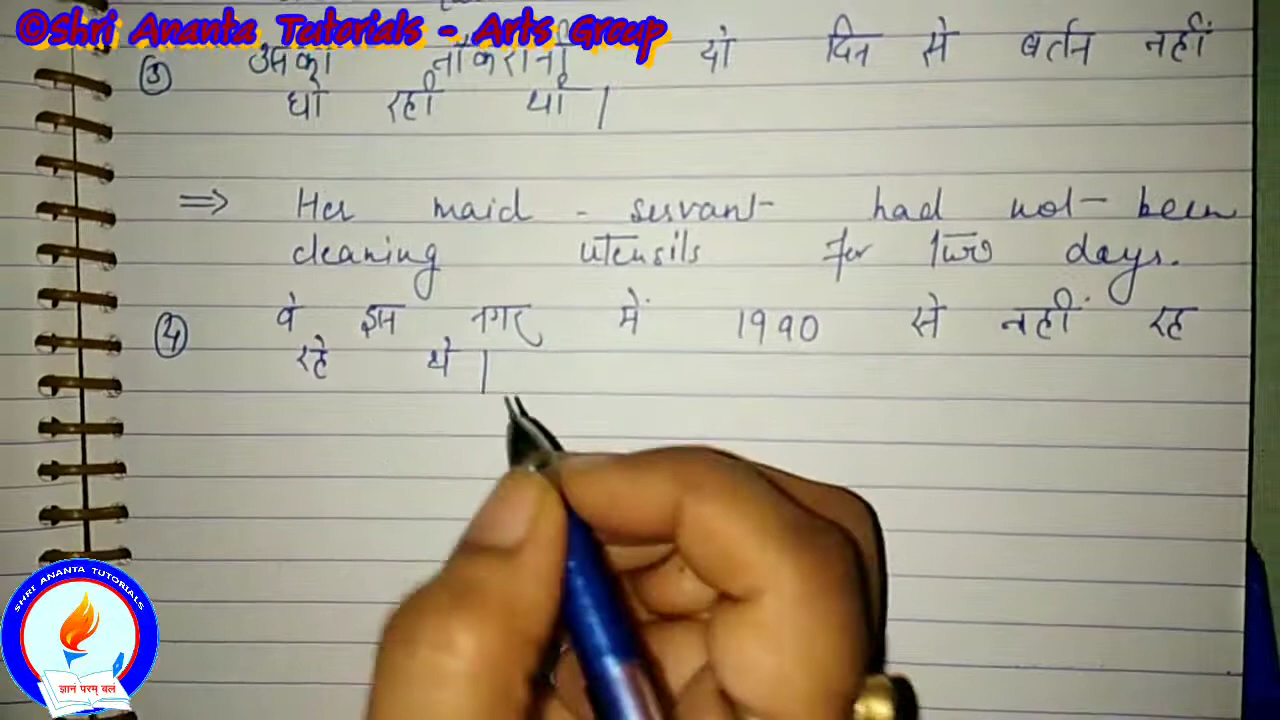 ©Shri Ananta Tutorials - Arts Group
③ उसकी नौकरानी दो दिन से बर्तन नहीं
धो रही थी।
⇒ Her maid - servant had not been
cleaning utensils for two days.
④ वे इस नगर में 1990 से नहीं रह
रहे थे।
SHRI ANANTA TUTORIALS
ज्ञानं परमं बलं